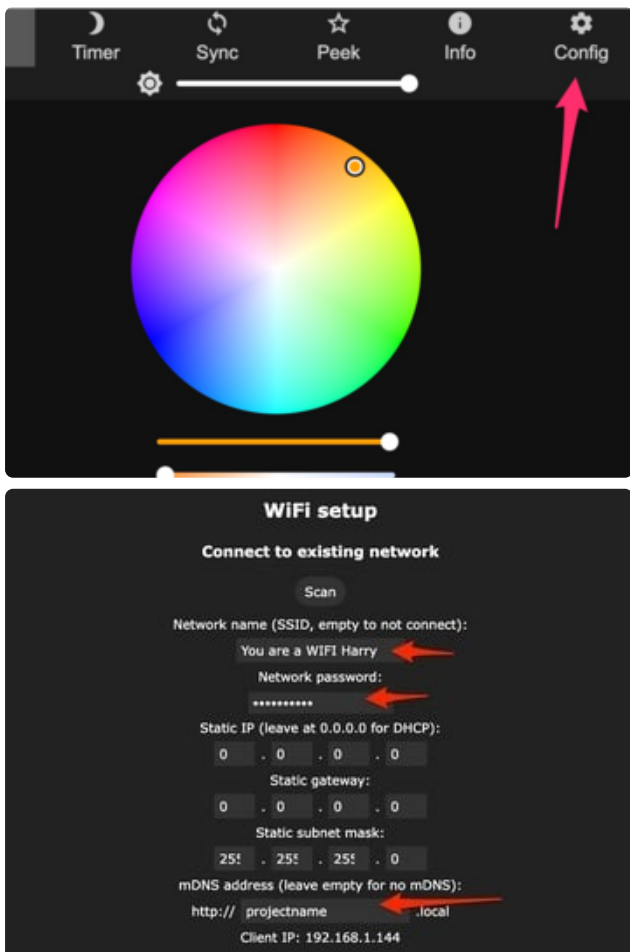 Timer Sync Peek Info Config
WiFi setup
Connect to existing network
Scan
Network name (SSID, empty to not connect):
You are a WIFI Harry
Network password:
••••••••••
Static IP (leave at 0.0.0.0 for DHCP):
0 . 0 . 0 . 0
Static gateway:
0 . 0 . 0 . 0
Static subnet mask:
255 . 255 . 255 . 0
mDNS address (leave empty for no mDNS):
http:// projectname .local
Client IP: 192.168.1.144